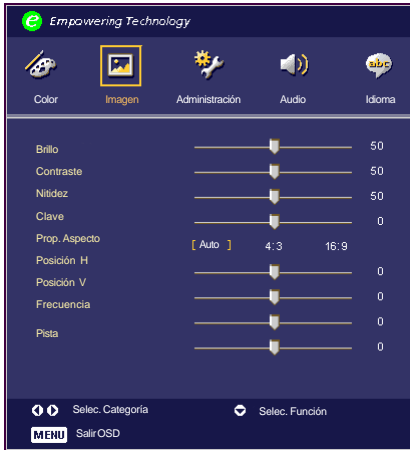 e Empowering Technology
Color Imagen Administración Audio Idioma
Brillo 50
Contraste 50
Nitidez 50
Clave 0
Prop. Aspecto [ Auto ] 4:3 16:9
Posición H 0
Posición V 0
Frecuencia 0
Pista 0
Selec. Categoría Selec. Función
MENU Salir OSD